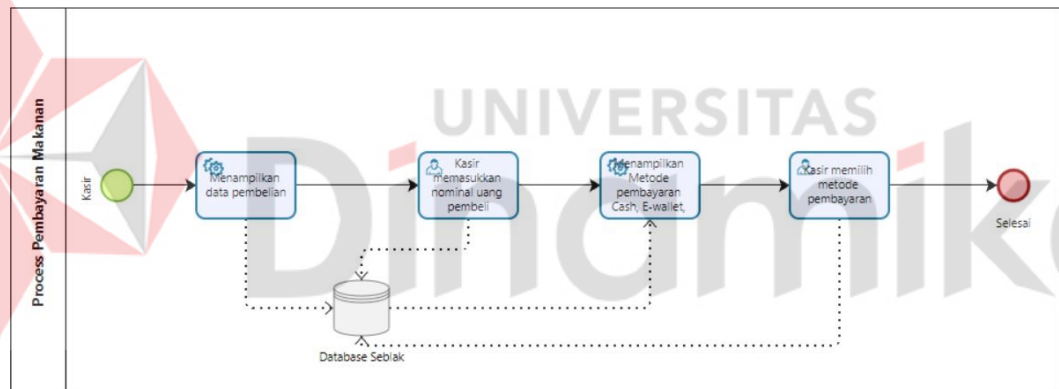 Process Pembayaran Makanan
UNIVERSITAS
Dinamika
Kasir
Menampilkan
data pembelian
Kasir
memasukkan
nominal uang
pembeli
Menampilkan
Metode
pembayaran
Cash, E-wallet,
Kasir memilih
metode
pembayaran
Selesai
Database Seblak